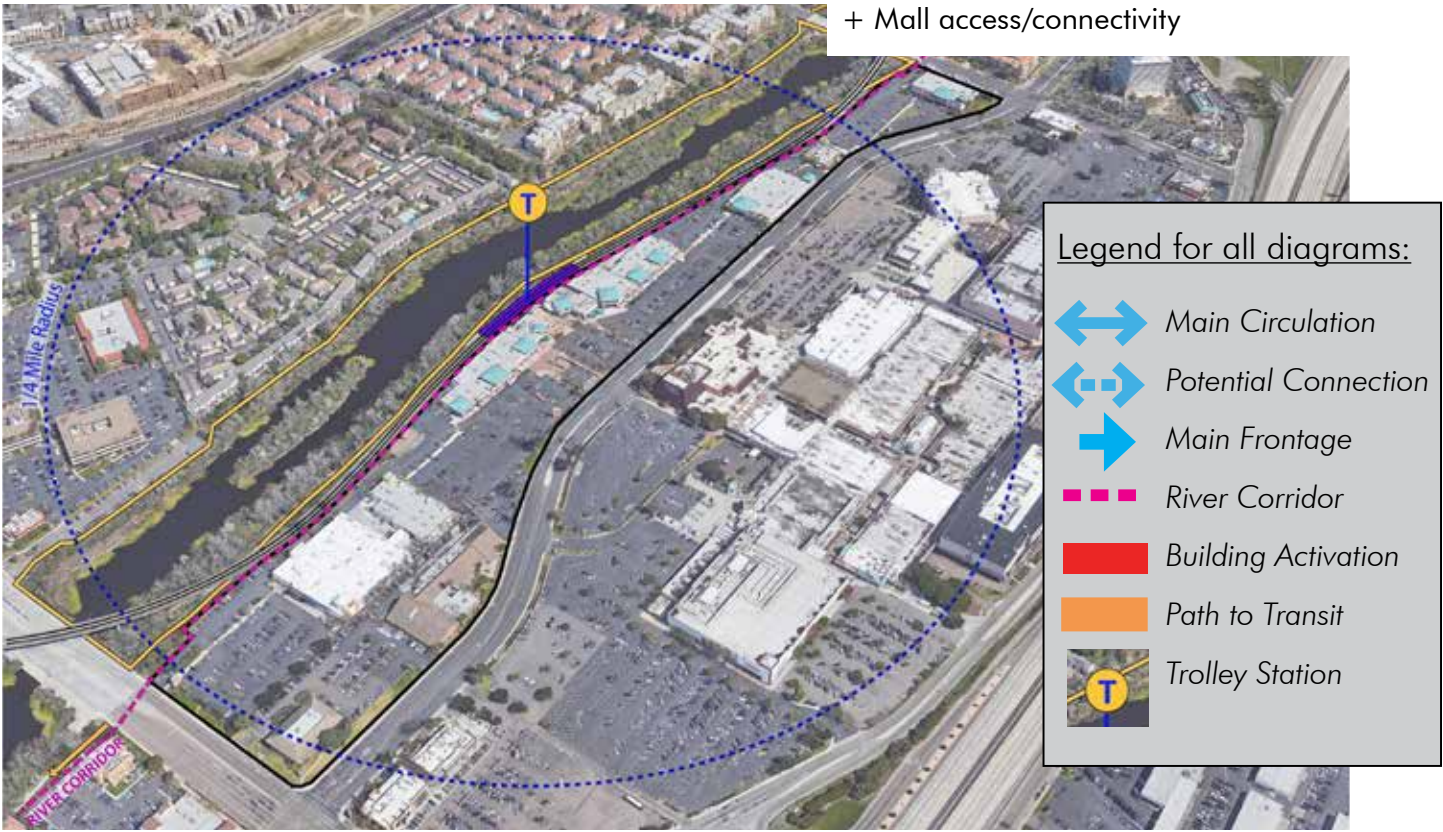 + Mall access/connectivity
T
1/4 Mile Radius
RIVER CORRIDOR
Legend for all diagrams:
Main Circulation
Potential Connection
Main Frontage
River Corridor
Building Activation
Path to Transit
T
Trolley Station